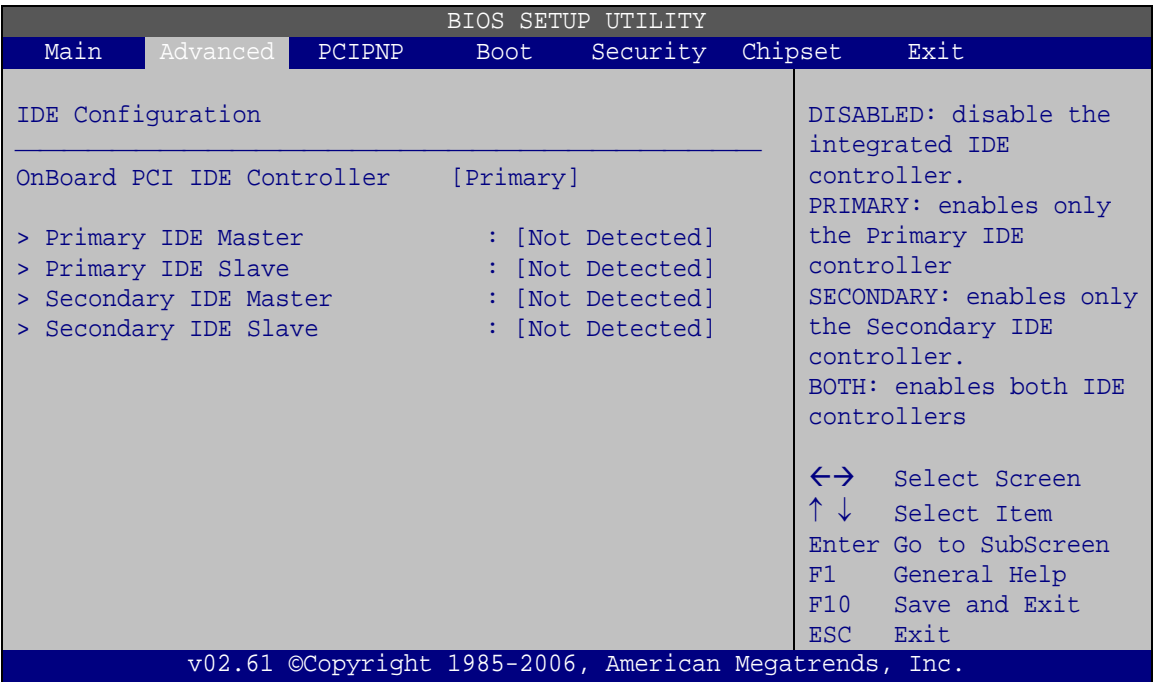 BIOS SETUP UTILITY
Main Advanced PCIPNP Boot Security Chipset Exit
IDE Configuration
OnBoard PCI IDE Controller [Primary]
> Primary IDE Master : [Not Detected]
> Primary IDE Slave : [Not Detected]
> Secondary IDE Master : [Not Detected]
> Secondary IDE Slave : [Not Detected]
DISABLED: disable the
integrated IDE
controller.
PRIMARY: enables only
the Primary IDE
controller
SECONDARY: enables only
the Secondary IDE
controller.
BOTH: enables both IDE
controllers
←→ Select Screen
↑ ↓ Select Item
Enter Go to SubScreen
F1 General Help
F10 Save and Exit
ESC Exit
v02.61 ©Copyright 1985-2006, American Megatrends, Inc.